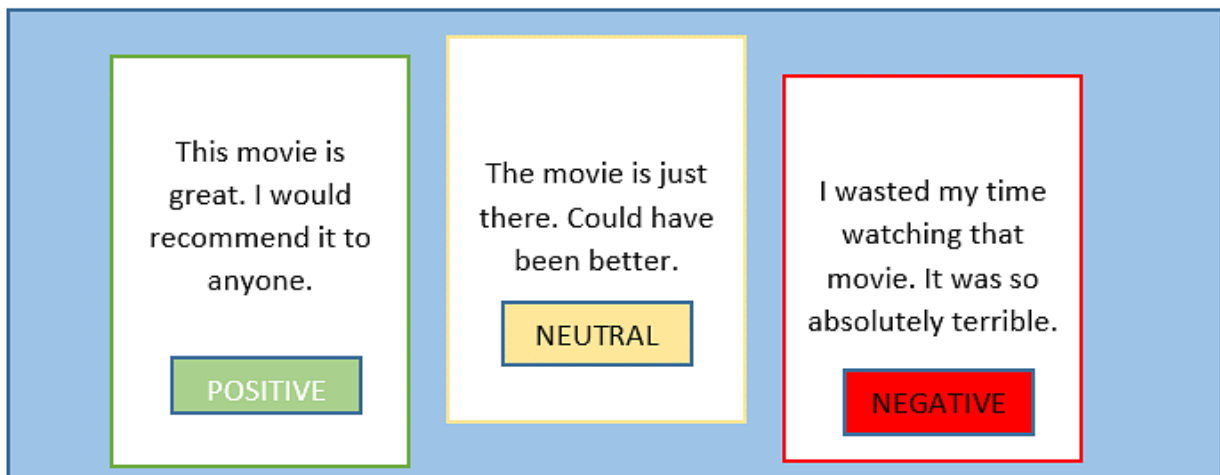 This movie is
great. I would
recommend it to
anyone.
POSITIVE
The movie is just
there. Could have
been better.
NEUTRAL
I wasted my time
watching that
movie. It was so
absolutely terrible.
NEGATIVE